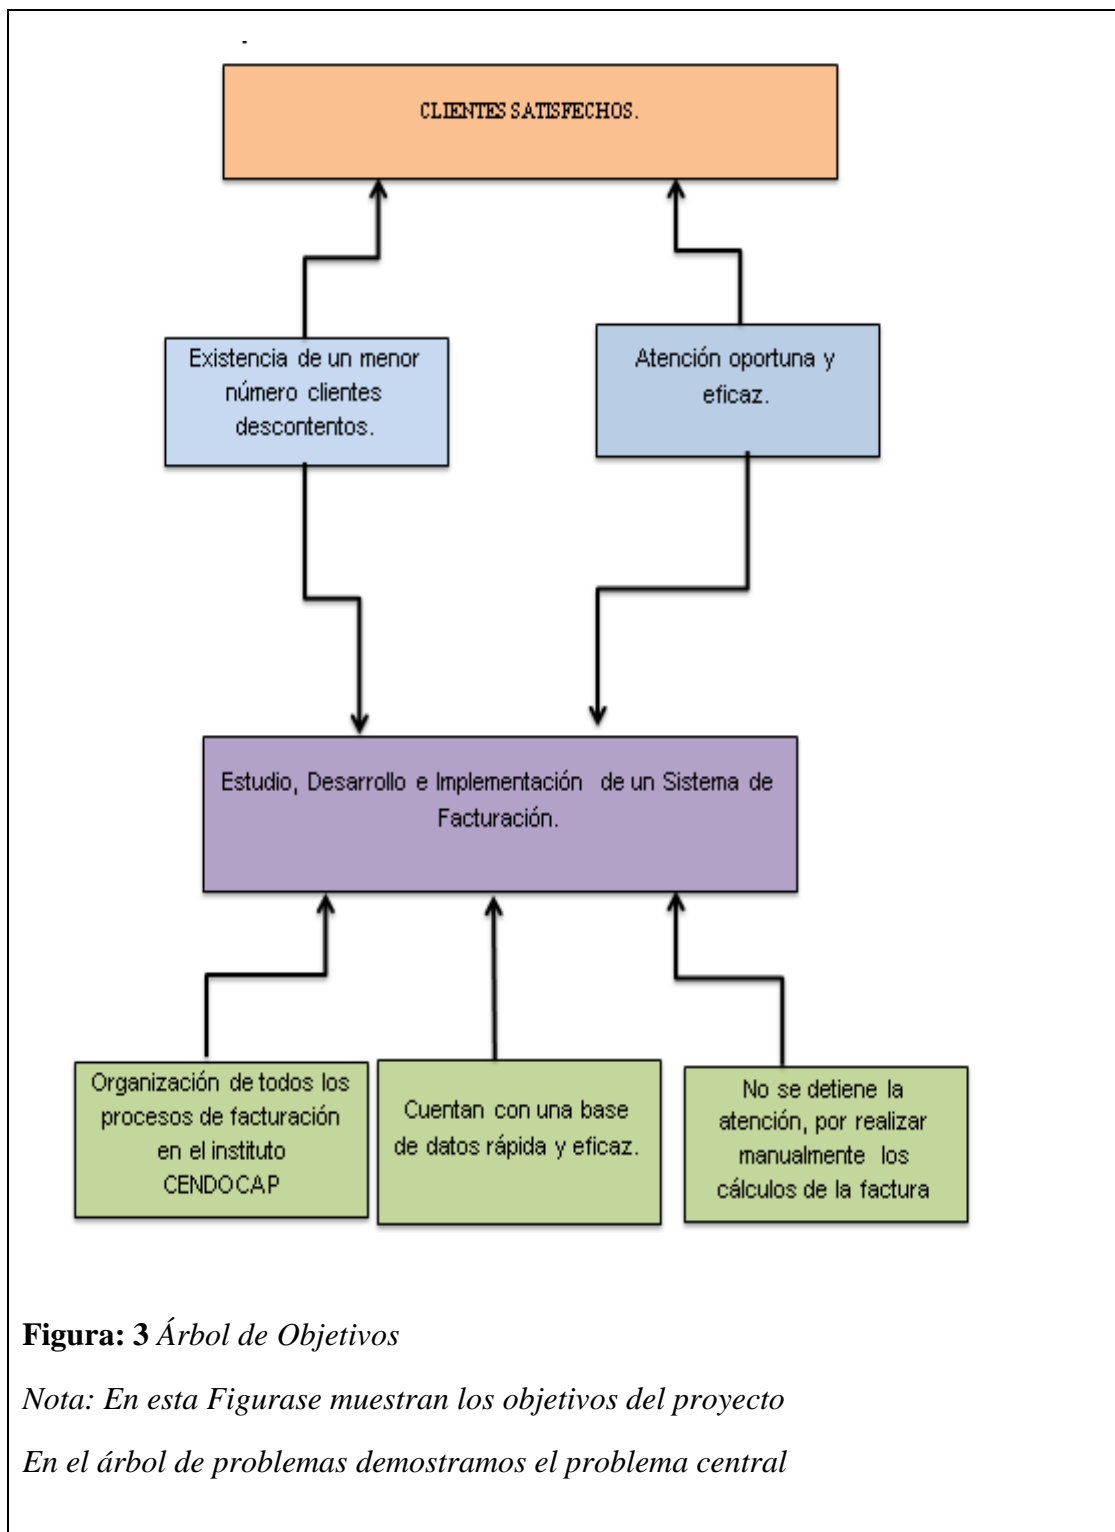 CLIENTES SATISFECHOS.
Existencia de un menor
número clientes
descontentos.
Atención oportuna y
eficaz.
Estudio, Desarrollo e Implementación de un Sistema de
Facturación.
Organización de todos los
procesos de facturación
en el instituto
CENDOCAP
Cuentan con una base
de datos rápida y eficaz.
No se detiene la
atención, por realizar
manualmente los
cálculos de la factura
Figura: 3 Árbol de Objetivos
Nota: En esta Figurase muestran los objetivos del proyecto
En el árbol de problemas demostramos el problema central